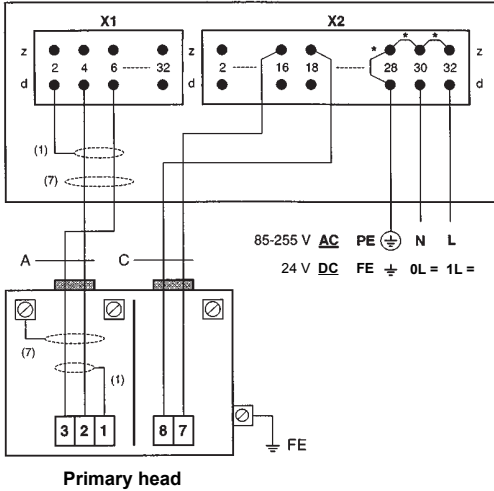 X1 X2
z z z z
2 4 6 32 2 16 18 28 30 32
* * *
d d d d
(1)
(7)
85-255 V AC PE N L
24 V DC FE 0L = 1L =
A C
(7)
(1)
3 2 1 8 7
FE
Primary head